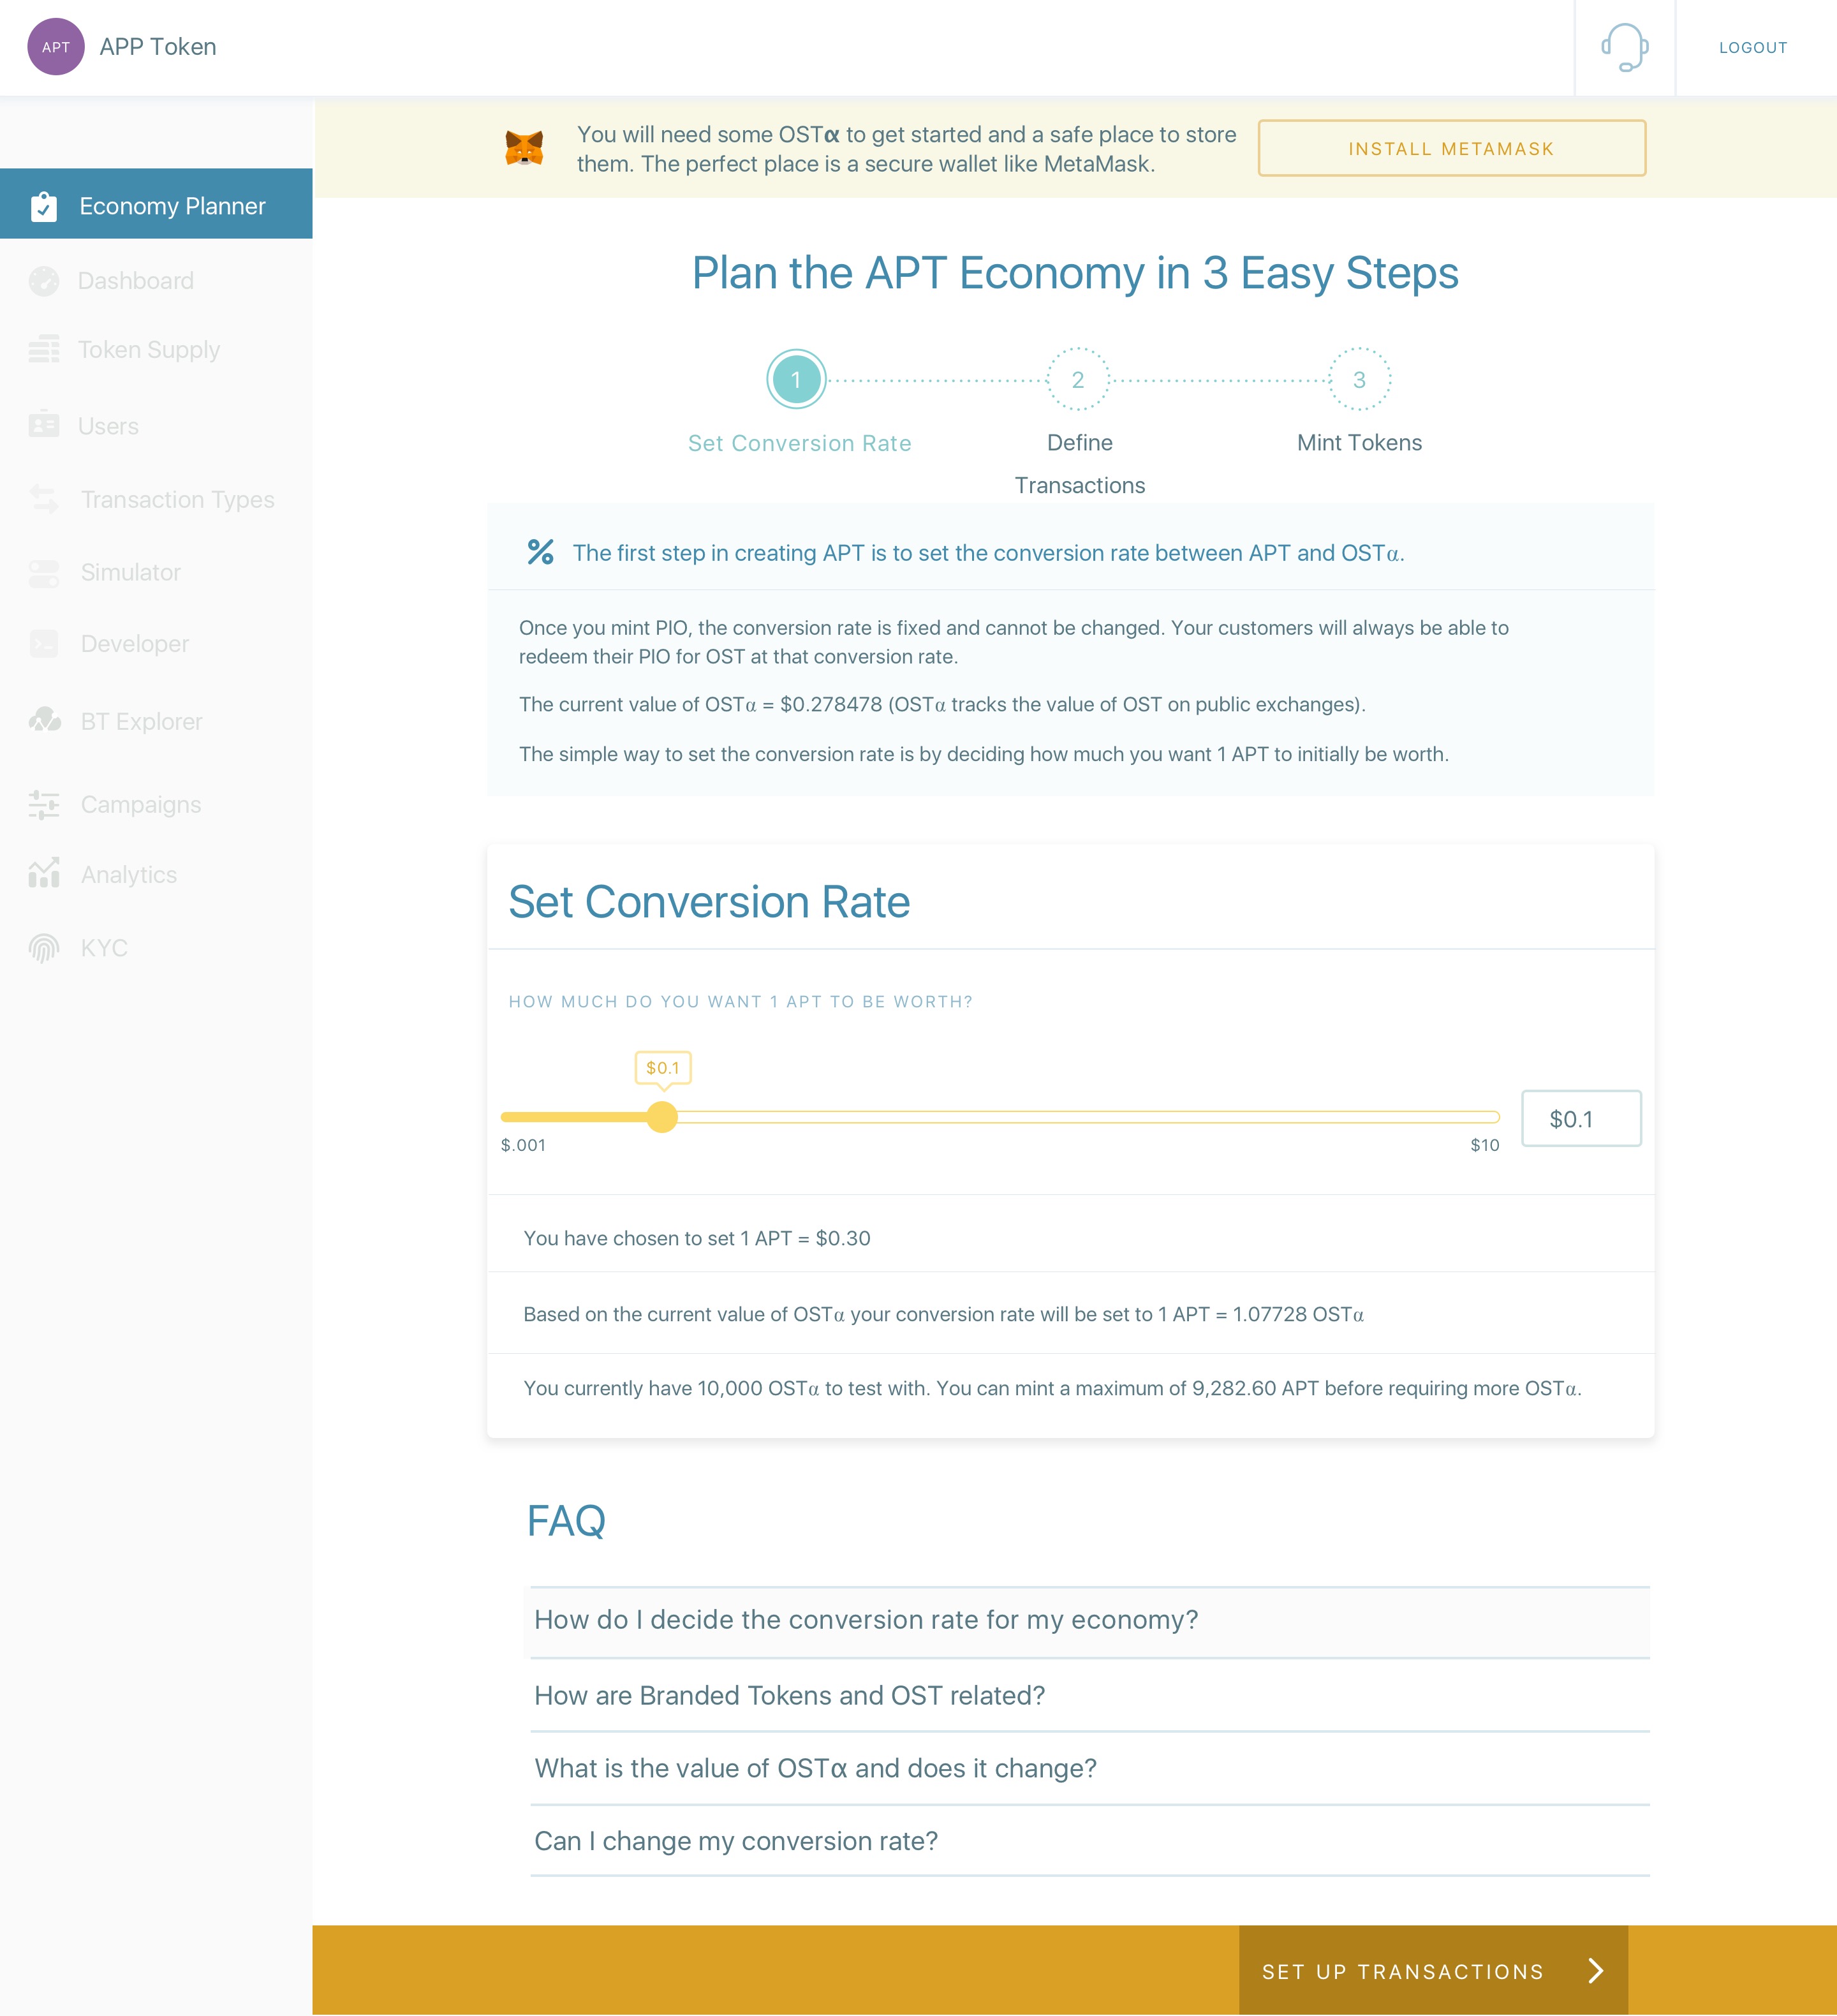 APT
APP Token
LOGOUT
You will need some OSTα to get started and a safe place to store
them. The perfect place is a secure wallet like MetaMask.
INSTALL METAMASK
Economy Planner
Dashboard
Token Supply
Users
Transaction Types
Simulator
Developer
BT Explorer
Campaigns
Analytics
KYC
Plan the APT Economy in 3 Easy Steps
1
2
3
Set Conversion Rate
Define
Transactions
Mint Tokens
The first step in creating APT is to set the conversion rate between APT and OSTα.
Once you mint PIO, the conversion rate is fixed and cannot be changed. Your customers will always be able to
redeem their PIO for OST at that conversion rate.
The current value of OSTα = $0.278478 (OSTα tracks the value of OST on public exchanges).
The simple way to set the conversion rate is by deciding how much you want 1 APT to initially be worth.
Set Conversion Rate
HOW MUCH DO YOU WANT 1 APT TO BE WORTH?
$0.1
$.001
$10
$0.1
You have chosen to set 1 APT = $0.30
Based on the current value of OSTα your conversion rate will be set to 1 APT = 1.07728 OSTα
You currently have 10,000 OSTα to test with. You can mint a maximum of 9,282.60 APT before requiring more OSTα.
FAQ
How do I decide the conversion rate for my economy?
How are Branded Tokens and OST related?
What is the value of OSTα and does it change?
Can I change my conversion rate?
SET UP TRANSACTIONS